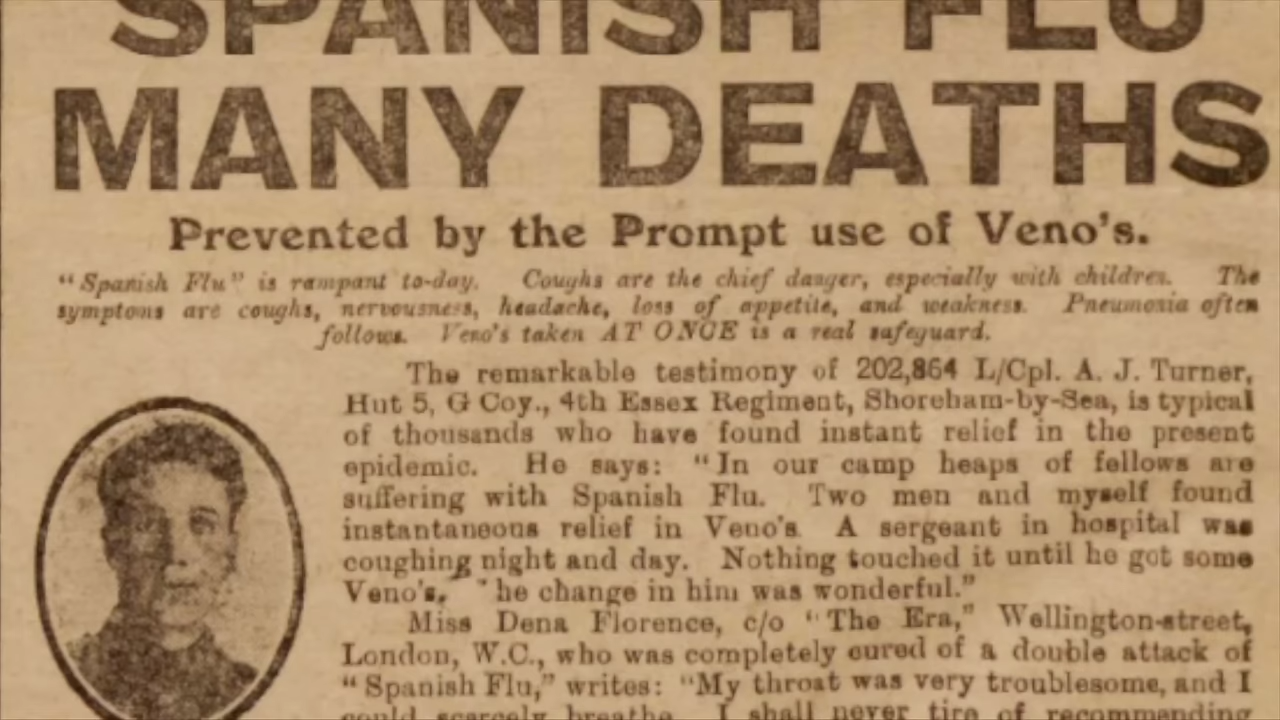 SPANISH FLU
MANY DEATHS
Prevented by the Prompt use of Veno's.
"Spanish Flu" is rampant to-day. Coughs are the chief danger, especially with children. The
symptoms are coughs, nervousness, headache, loss of appetite, and weakness. Pneumonia often
follows. Veno's taken AT ONCE is a real safeguard.
The remarkable testimony of 202,864 L/Cpl. A. J. Turner,
Hut 5, G Coy., 4th Essex Regiment, Shoreham-by-Sea, is typical
of thousands who have found instant relief in the present
epidemic. He says: "In our camp heaps of fellows are
suffering with Spanish Flu. Two men and myself found
instantaneous relief in Veno's. A sergeant in hospital was
coughing night and day. Nothing touched it until he got some
Veno's. he change in him was wonderful."
Miss Dena Florence, c/o "The Era," Wellington-street,
London, W.C., who was completely cured of a double attack of
"Spanish Flu," writes: "My throat was very troublesome, and I
could scarcely breathe. I shall never tire of recommending